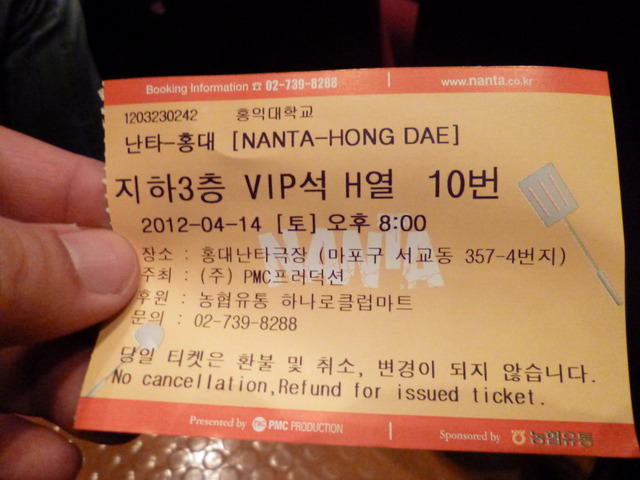 Booking Information ☎ 02-739-8288
www.nanta.co.kr
1203230242 홍익대학교
난타-홍대 [NANTA-HONG DAE]
지하3층 VIP석 H열 10번
2012-04-14 [토] 오후 8:00
NANTA
장소 : 홍대난타극장 (마포구 서교동 357-4번지)
주최 : (주) PMC프러덕션
후원 : 농협유통 하나로클럽마트
문의 : 02-739-8288
당일 티켓은 환불 및 취소, 변경이 되지 않습니다.
No cancellation,Refund for issued ticket.
Presented by PMC PRODUCTION
Sponsored by 농협유통